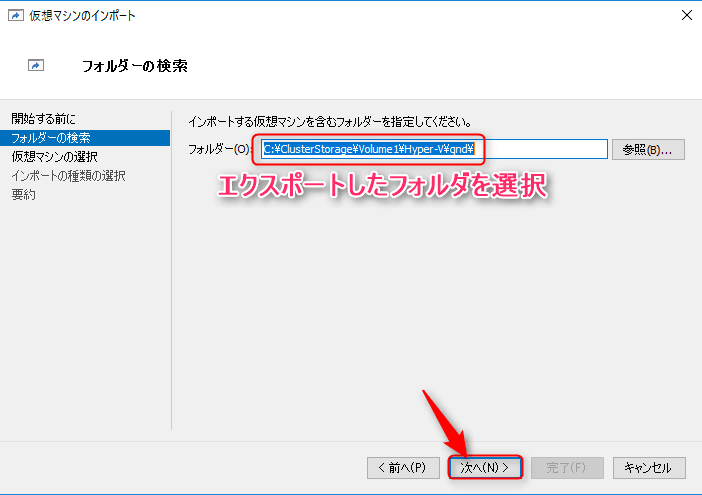 仮想マシンのインポート
フォルダーの検索
開始する前に
フォルダーの検索
仮想マシンの選択
インポートの種類の選択
要約
インポートする仮想マシンを含むフォルダーを指定してください。
フォルダー(O): C:¥ClusterStorage¥Volume1¥Hyper-V¥qnd¥ 参照(B)...
エクスポートしたフォルダを選択
< 前へ(P) 次へ(N) > 完了(F) キャンセル